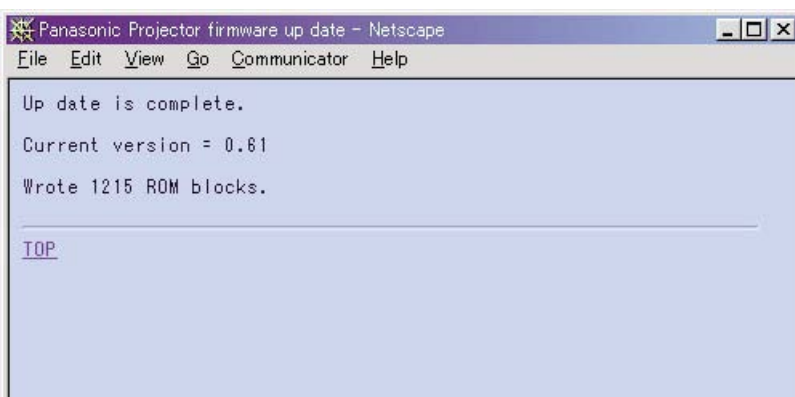 Panasonic Projector firmware up date - Netscape
File Edit View Go Communicator Help
Up date is complete.
Current version = 0.61
Wrote 1215 ROM blocks.
TOP